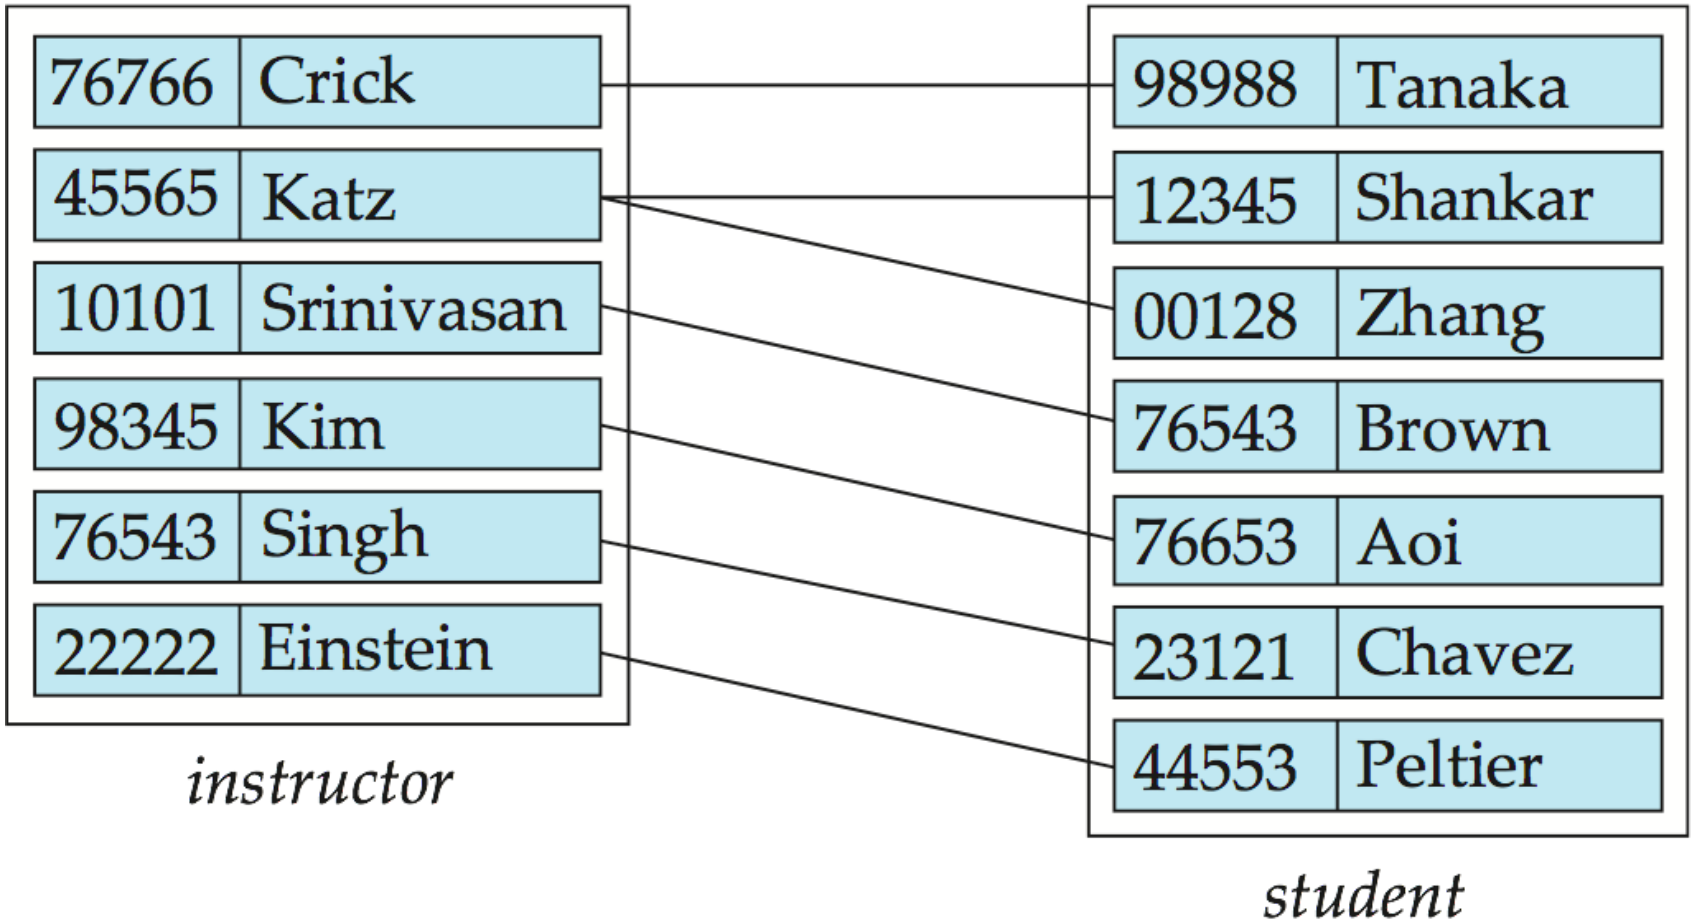 76766 Crick
45565 Katz
10101 Srinivasan
98345 Kim
76543 Singh
22222 Einstein
instructor
98988 Tanaka
12345 Shankar
00128 Zhang
76543 Brown
76653 Aoi
23121 Chavez
44553 Peltier
student